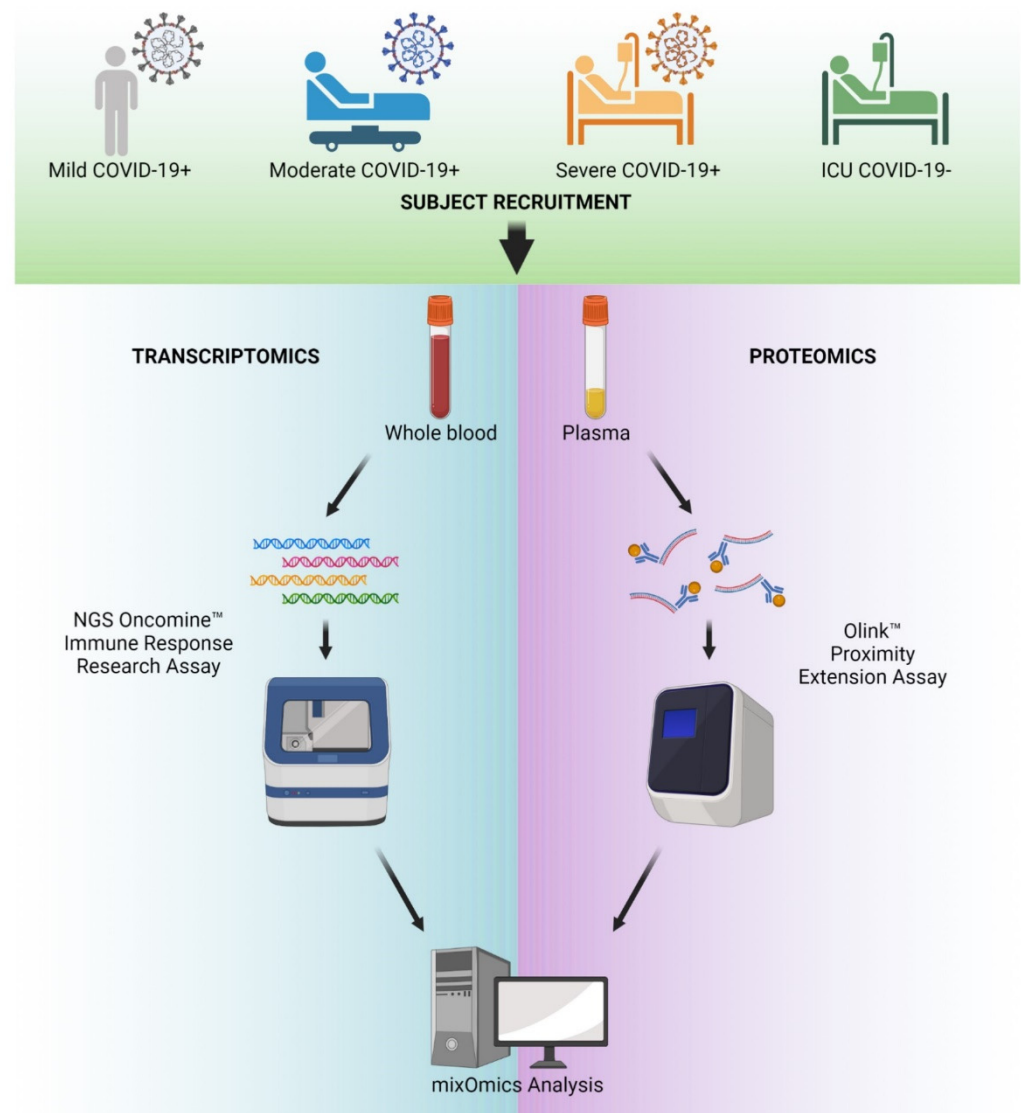 Mild COVID-19+
Moderate COVID-19+
Severe COVID-19+
ICU COVID-19-
SUBJECT RECRUITMENT
TRANSCRIPTOMICS
PROTEOMICS
Whole blood
Plasma
NGS Oncomine™
Immune Response
Research Assay
Olink™
Proximity
Extension Assay
mixOmics Analysis